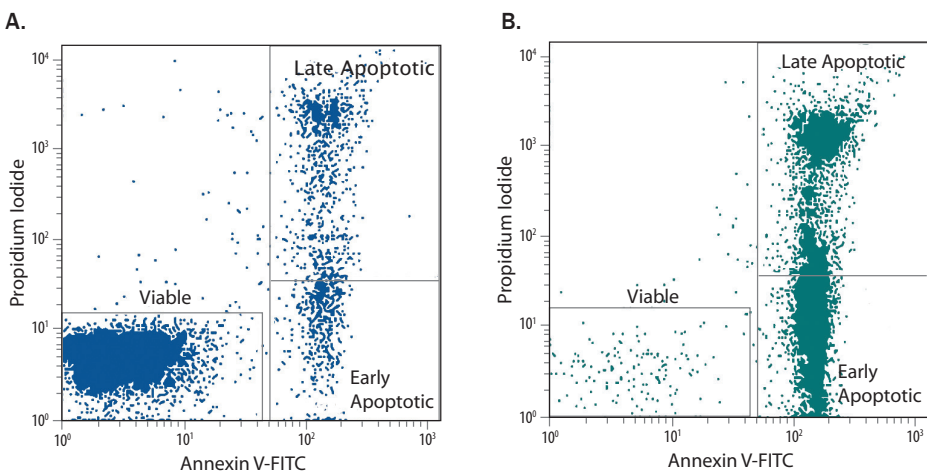 A.
Propidium Iodide
10⁴
10³
10²
10¹
10⁰
Late Apoptotic
Viable
Early
Apoptotic
10⁰
10¹
10²
10³
Annexin V-FITC
B.
Propidium Iodide
10⁴
10³
10²
10¹
10⁰
Late Apoptotic
Viable
Early
Apoptotic
10⁰
10¹
10²
10³
Annexin V-FITC